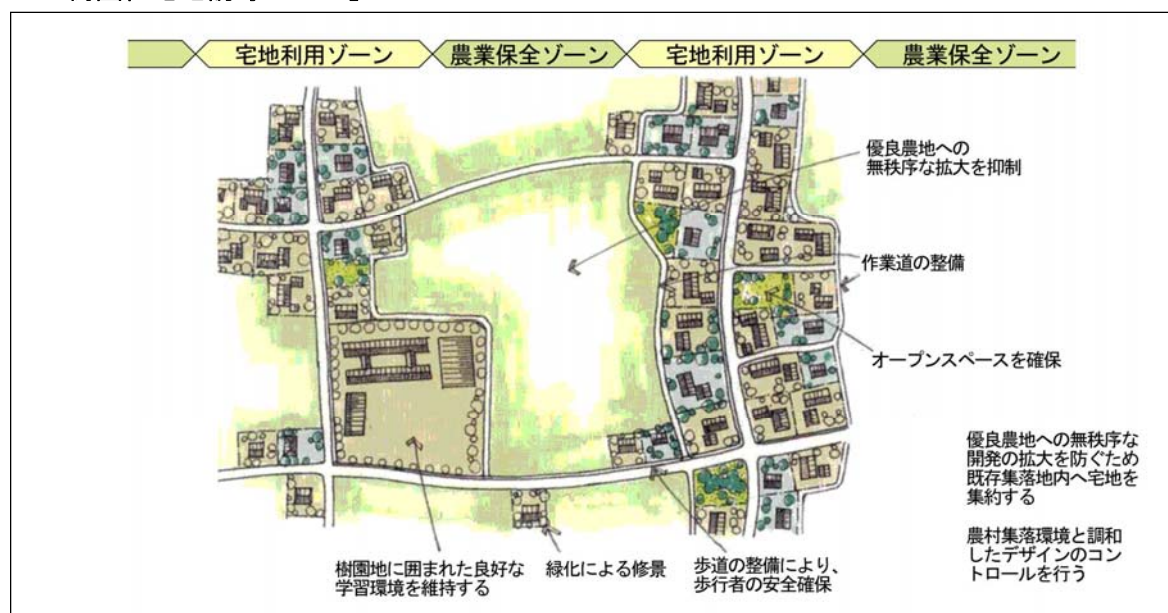 宅地利用ゾーン
農業保全ゾーン
宅地利用ゾーン
農業保全ゾーン
優良農地への
無秩序な拡大を抑制
作業道の整備
オープンスペースを確保
優良農地への無秩序な
開発の拡大を防ぐため
既存集落地内へ宅地を
集約する
農村集落環境と調和
したデザインのコン
トロールを行う
樹園地に囲まれた良好な
学習環境を維持する
緑化による修景
歩道の整備により、
歩行者の安全確保